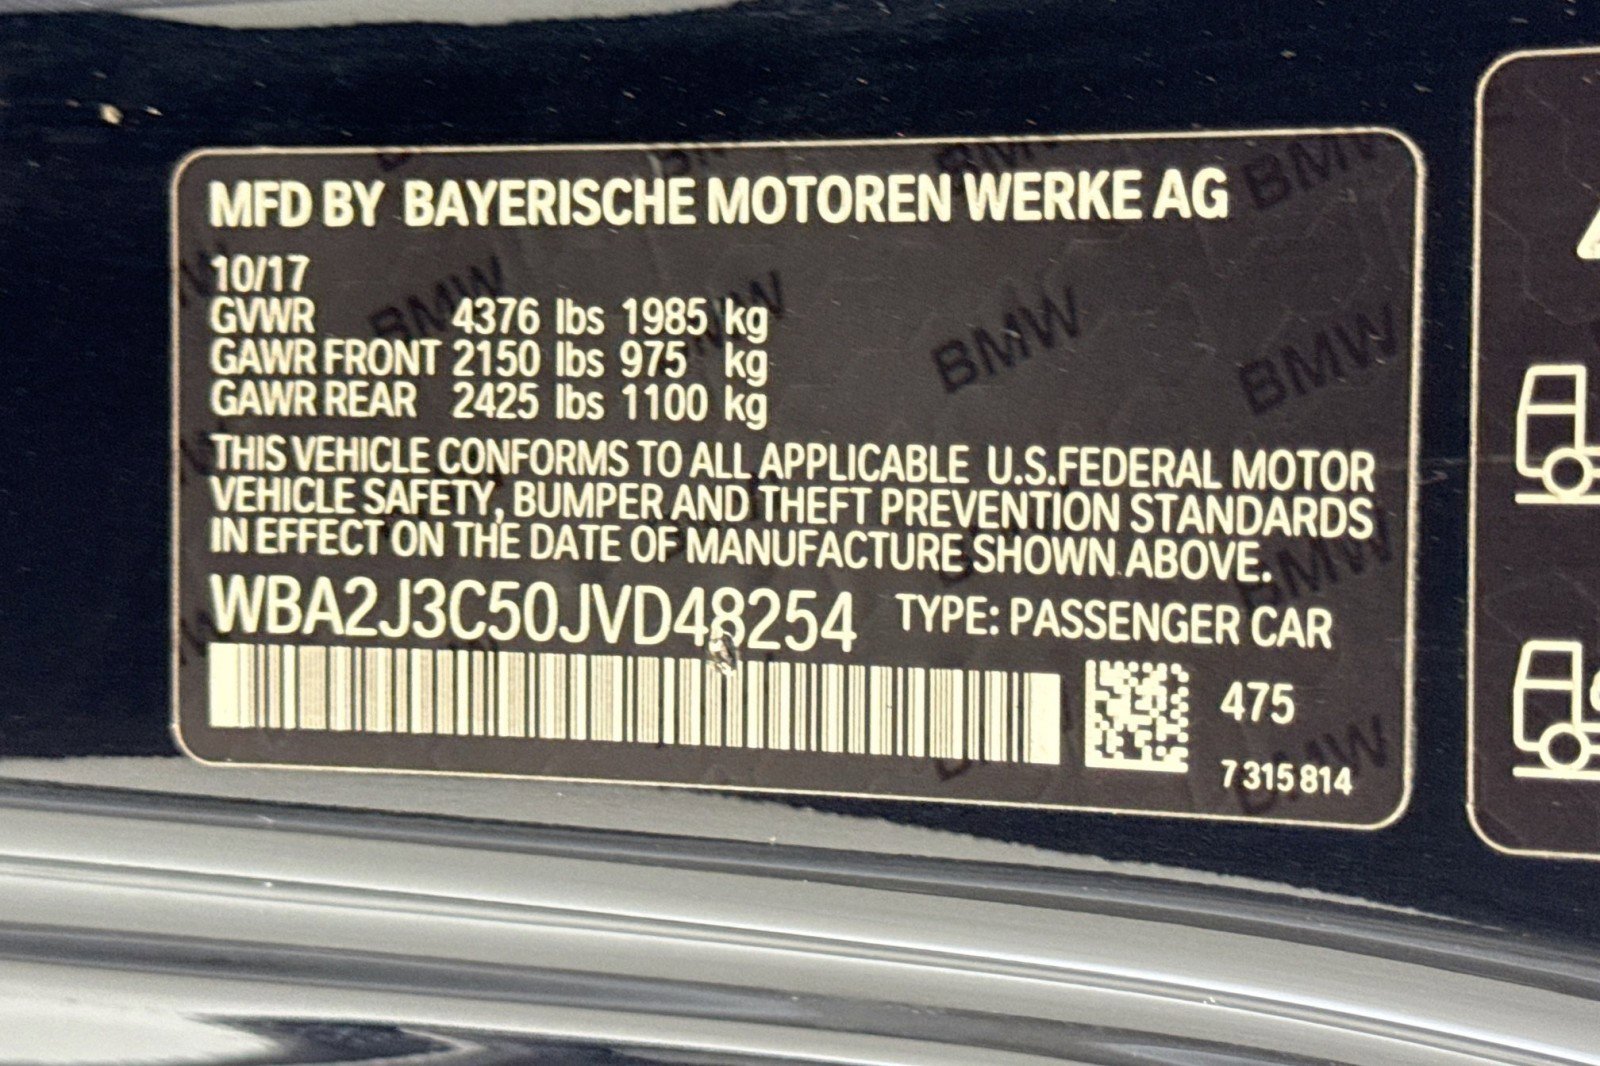 MFD BY BAYERISCHE MOTOREN WERKE AG
10/17
GVWR 4376 lbs 1985 kg
GAWR FRONT 2150 lbs 975 kg
GAWR REAR 2425 lbs 1100 kg
THIS VEHICLE CONFORMS TO ALL APPLICABLE U.S.FEDERAL MOTOR
VEHICLE SAFETY, BUMPER AND THEFT PREVENTION STANDARDS
IN EFFECT ON THE DATE OF MANUFACTURE SHOWN ABOVE.
WBA2J3C50JVD48254 TYPE: PASSENGER CAR
475
7 315 814